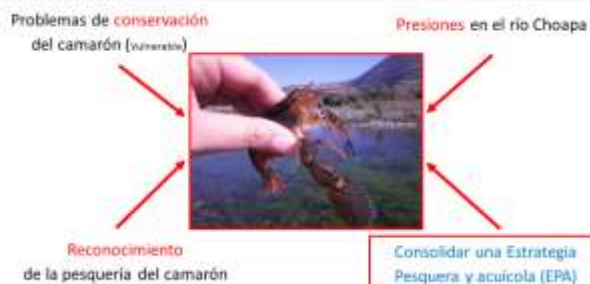 Problemas de conservación
del camarón (Vulnerable)
Presiones en el río Choapa
Reconocimiento
de la pesquería del camarón
Consolidar una Estrategia
Pesquera y acuícola (EPA)